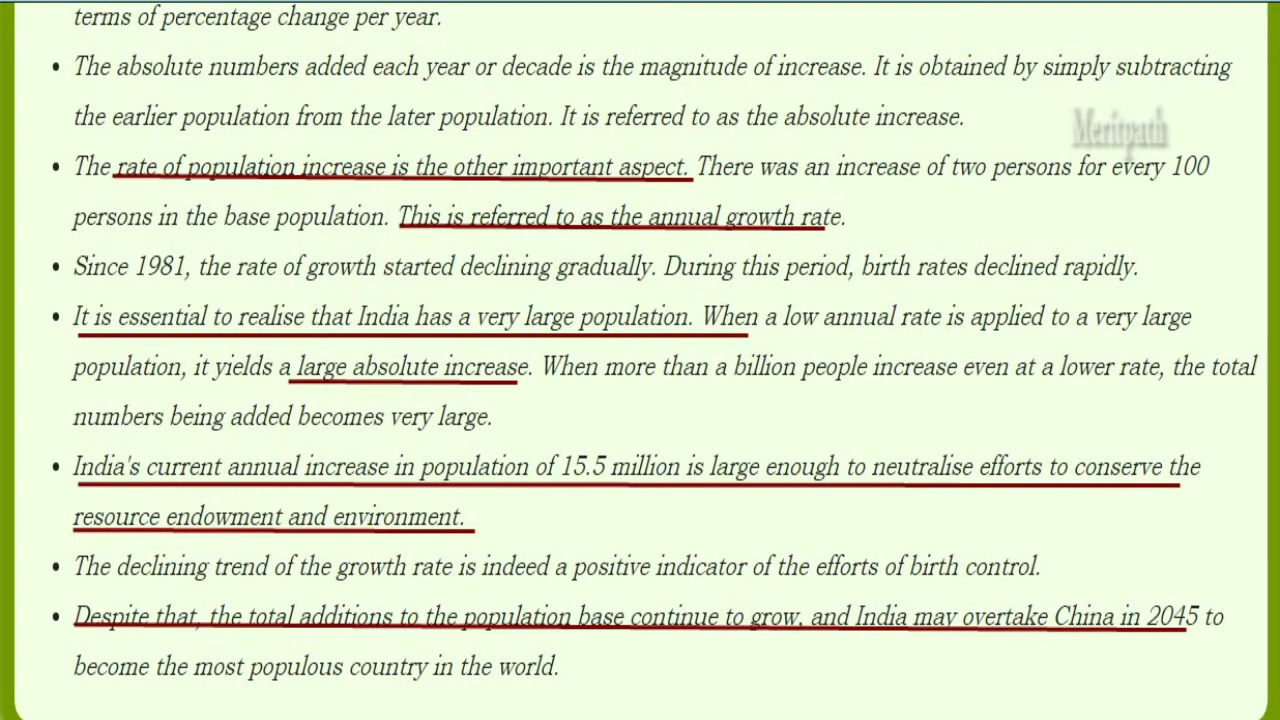 terms of percentage change per year.
• The absolute numbers added each year or decade is the magnitude of increase. It is obtained by simply subtracting
the earlier population from the later population. It is referred to as the absolute increase.
Meritpath
• The rate of population increase is the other important aspect. There was an increase of two persons for every 100
persons in the base population. This is referred to as the annual growth rate.
• Since 1981, the rate of growth started declining gradually. During this period, birth rates declined rapidly.
• It is essential to realise that India has a very large population. When a low annual rate is applied to a very large
population, it yields a large absolute increase. When more than a billion people increase even at a lower rate, the total
numbers being added becomes very large.
• India's current annual increase in population of 15.5 million is large enough to neutralise efforts to conserve the
resource endowment and environment.
• The declining trend of the growth rate is indeed a positive indicator of the efforts of birth control.
• Despite that, the total additions to the population base continue to grow, and India may overtake China in 2045 to
become the most populous country in the world.